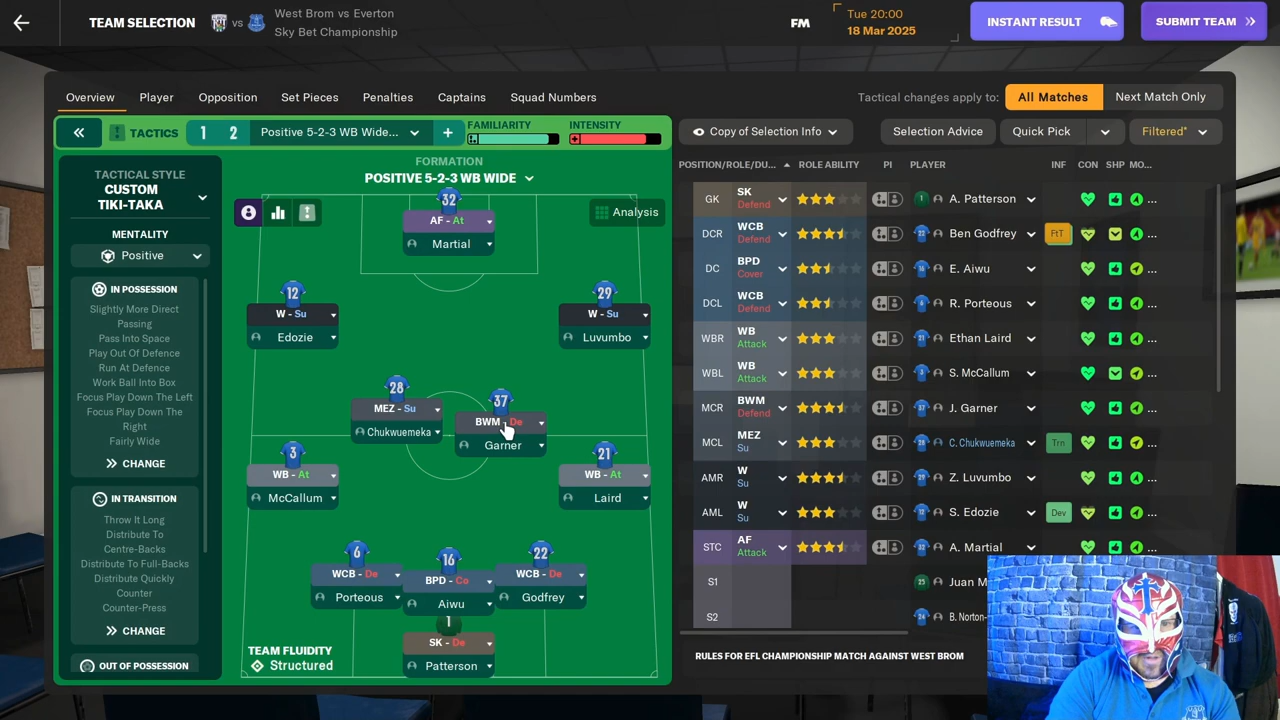 TEAM SELECTION
vs
West Brom vs Everton
Sky Bet Championship
FM
Tue 20:00
18 Mar 2025
INSTANT RESULT
SUBMIT TEAM
Overview
Player
Opposition
Set Pieces
Penalties
Captains
Squad Numbers
Tactical changes apply to:
All Matches
Next Match Only
TACTICS
1
2
Positive 5-2-3 WB Wide...
+
FAMILIARITY
INTENSITY
Copy of Selection Info
Selection Advice
Quick Pick
Filtered*
TACTICAL STYLE
CUSTOM
TIKI-TAKA
MENTALITY
Positive
IN POSSESSION
Slightly More Direct
Passing
Pass Into Space
Play Out Of Defence
Run At Defence
Work Ball Into Box
Focus Play Down The Left
Focus Play Down The
Right
Fairly Wide
CHANGE
IN TRANSITION
Throw It Long
Distribute To
Centre-Backs
Distribute To Full-Backs
Distribute Quickly
Counter
Counter-Press
CHANGE
OUT OF POSSESSION
FORMATION
POSITIVE 5-2-3 WB WIDE
Analysis
32
AF - At
Martial
12
W - Su
Edozie
29
W - Su
Luvumbo
28
MEZ - Su
Chukwuemeka
37
BWM - De
Garner
3
WB - At
McCallum
21
WB - At
Laird
6
WCB - De
Porteous
16
BPD - Co
Aiwu
22
WCB - De
Godfrey
1
SK - De
Patterson
TEAM FLUIDITY
Structured
POSITION/ROLE/DU...
ROLE ABILITY
PI
PLAYER
INF
CON
SHP
MO...
GK SK Defend 1 A. Patterson ...
DCR WCB Defend 22 Ben Godfrey FtT ...
DC BPD Cover 16 E. Aiwu ...
DCL WCB Defend 6 R. Porteous ...
WBR WB Attack 21 Ethan Laird ...
WBL WB Attack 3 S. McCallum ...
MCR BWM Defend 37 J. Garner ...
MCL MEZ Su 28 C. Chukwuemeka Trn ...
AMR W Su 29 Z. Luvumbo ...
AML W Su 12 S. Edozie Dev ...
STC AF Attack 32 A. Martial ...
S1 25 Juan M
S2 24 B. Norton-
RULES FOR EFL CHAMPIONSHIP MATCH AGAINST WEST BROM